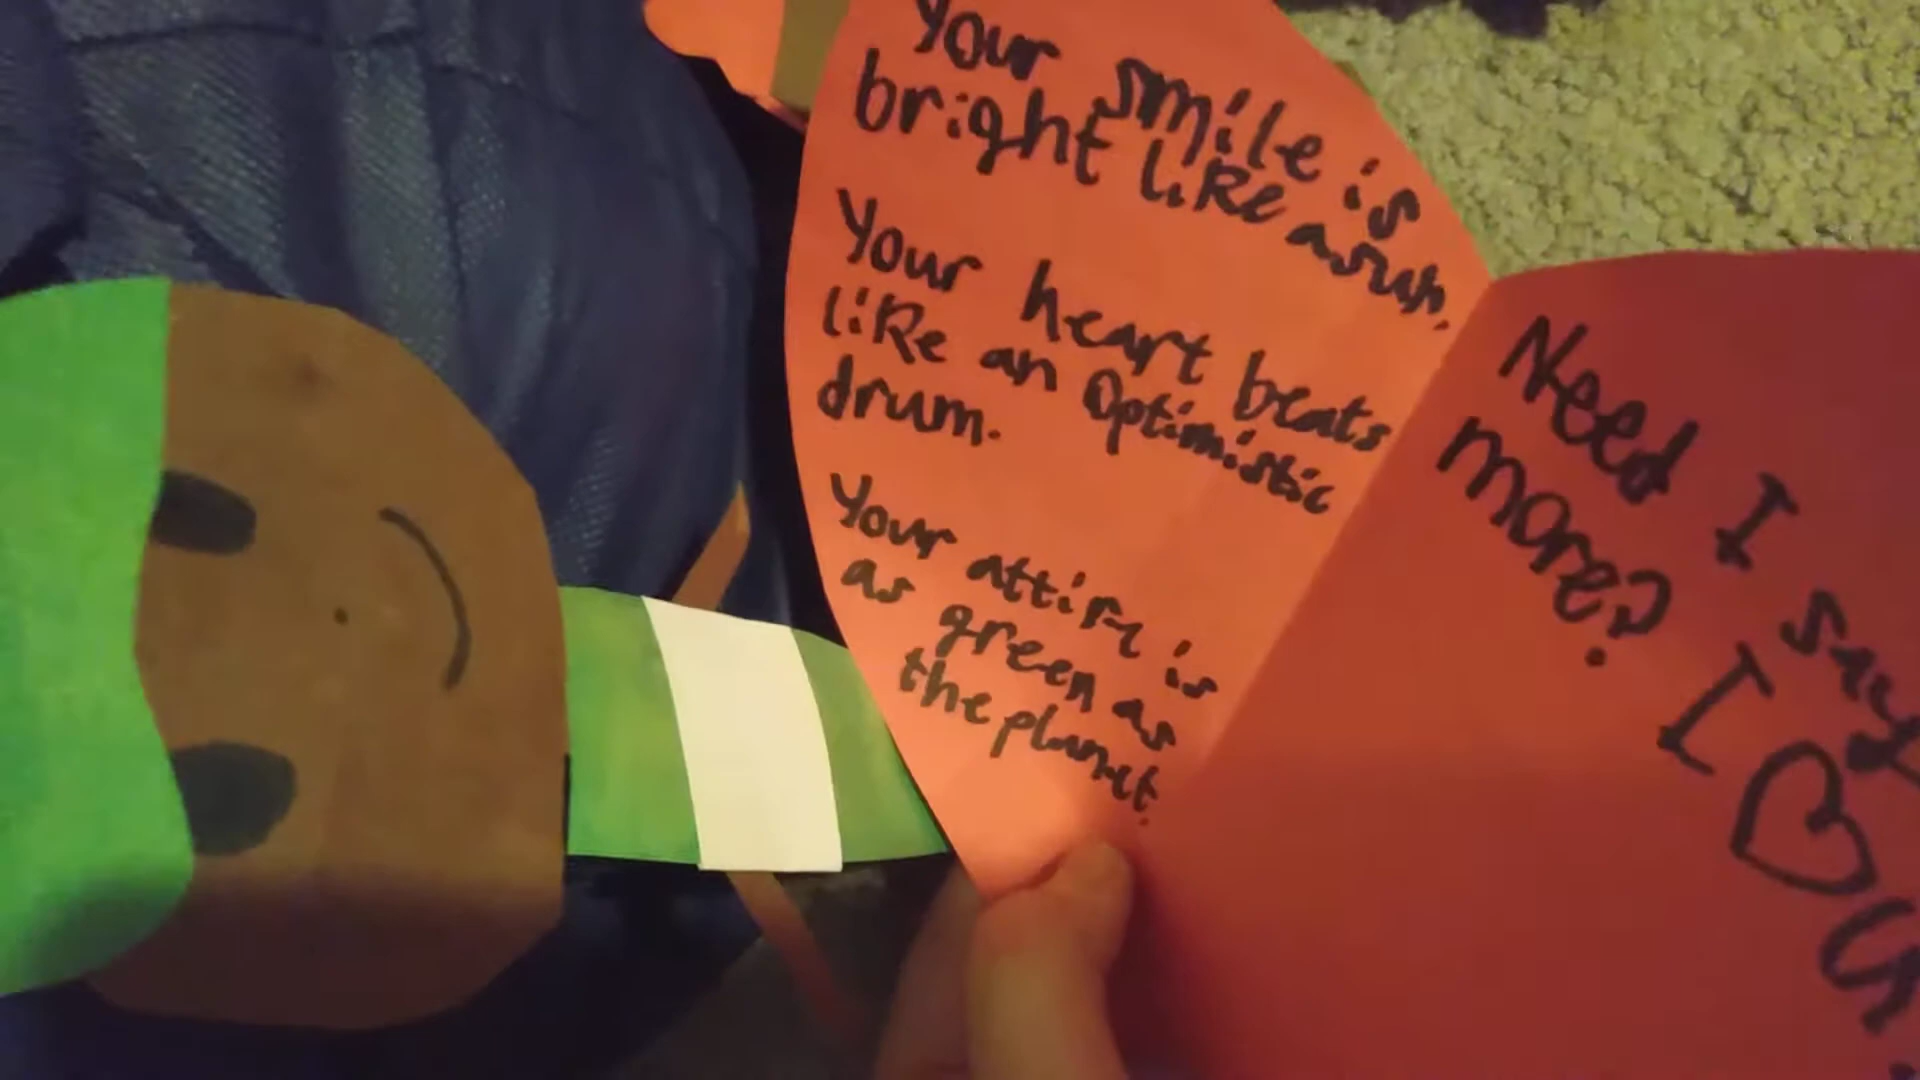 Your smile is
bright like a sun.
Your heart beats
like an Optimistic
drum.
Your attire is
as green as
the planet.
Need I say
more?
I ♡